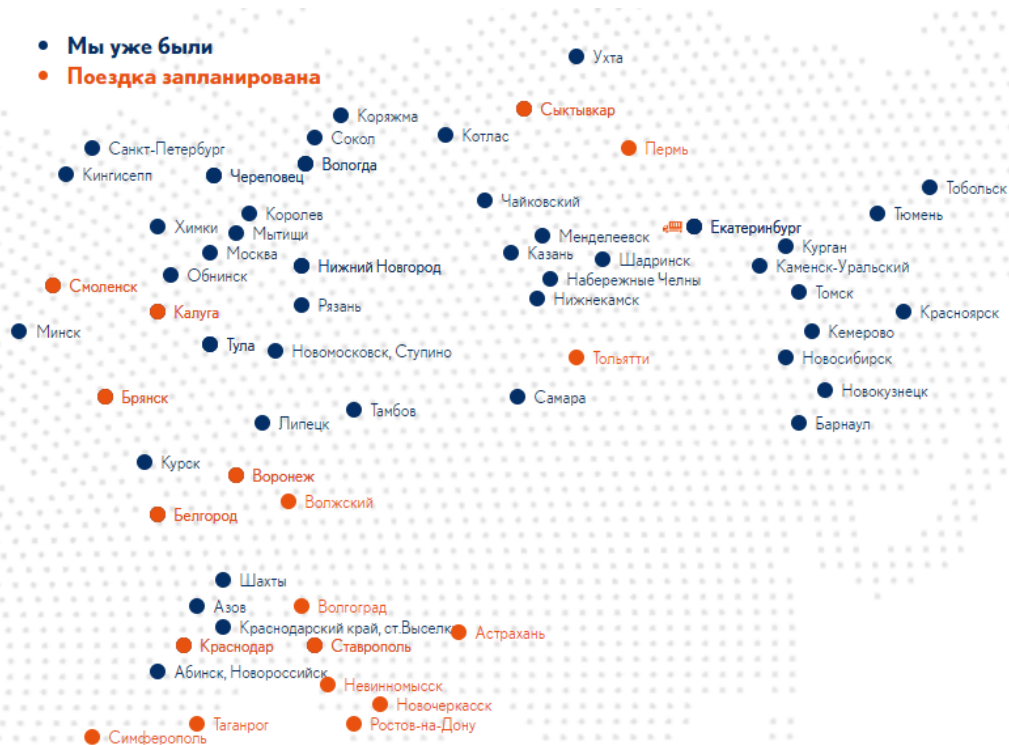 Мы уже были
Поездка запланирована
Ухта
Сыктывкар
Коряжма
Сокол
Котлас
Санкт-Петербург
Вологда
Пермь
Кингисепп
Череповец
Тобольск
Чайковский
Королев
Тюмень
Химки
Мытищи
Менделеевск
Екатеринбург
Москва
Казань
Шадринск
Курган
Обнинск
Нижний Новгород
Набережные Челны
Каменск-Уральский
Смоленск
Нижнекамск
Томск
Калуга
Рязань
Красноярск
Минск
Кемерово
Тула
Новомосковск, Ступино
Тольятти
Новосибирск
Брянск
Самара
Новокузнецк
Тамбов
Липецк
Барнаул
Курск
Воронеж
Волжский
Белгород
Шахты
Азов
Волгоград
Краснодарский край, ст.Выселк
Астрахань
Краснодар
Ставрополь
Абинск, Новороссийск
Невинномысск
Новочеркасск
Таганрог
Ростов-на-Дону
Симферополь